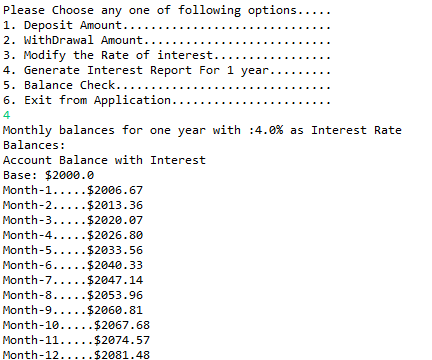 Please Choose any one of following options.....
1. Deposit Amount.............................
2. WithDrawal Amount..........................
3. Modify the Rate of interest................
4. Generate Interest Report For 1 year.........
5. Balance Check..............................
6. Exit from Application......................
4
Monthly balances for one year with :4.0% as Interest Rate
Balances:
Account Balance with Interest
Base: $2000.0
Month-1.....$2006.67
Month-2.....$2013.36
Month-3.....$2020.07
Month-4.....$2026.80
Month-5.....$2033.56
Month-6.....$2040.33
Month-7.....$2047.14
Month-8.....$2053.96
Month-9.....$2060.81
Month-10.....$2067.68
Month-11.....$2074.57
Month-12.....$2081.48